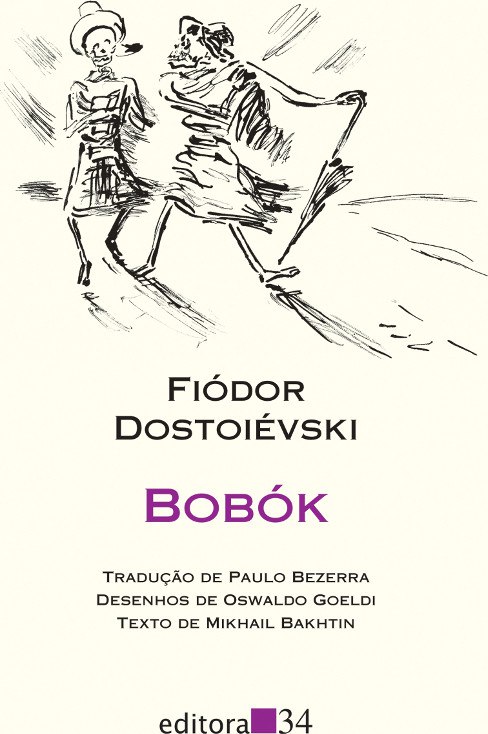 Fiódor
Dostoiévski
Bobók
Tradução de Paulo Bezerra
Desenhos de Oswaldo Goeldi
Texto de Mikhail Bakhtin
editora 34